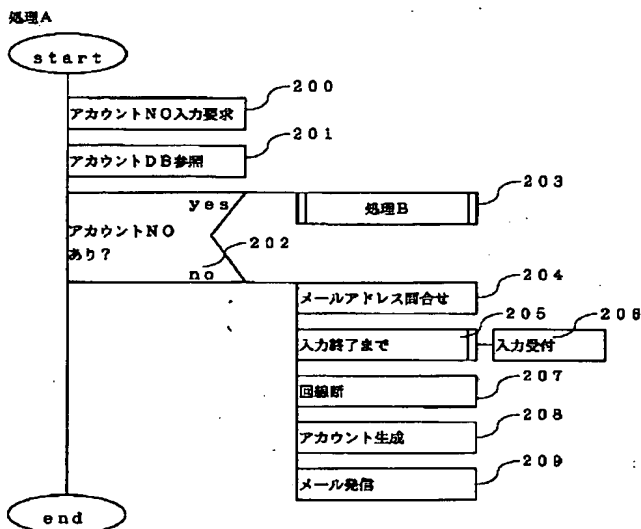 処理A
start
200
アカウントNO入力要求
201
アカウントDB参照
yes
203
処理B
アカウントNO
あり?
202
no
204
メールアドレス問合せ
205
206
入力終了まで
入力受付
207
回線断
208
アカウント生成
209
メール発信
end